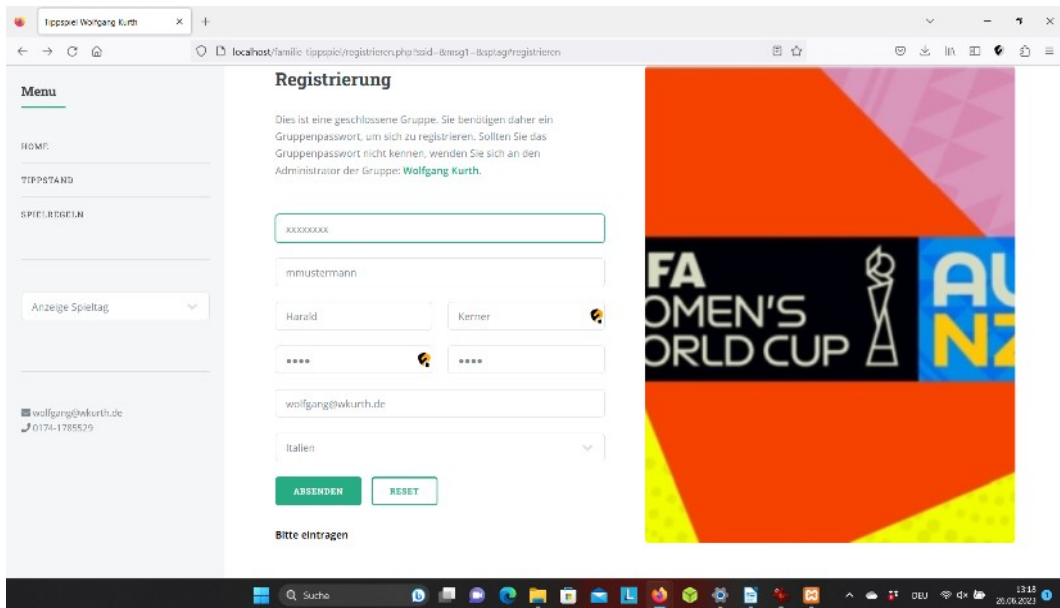 Tippspiel Wolfgang Kurth
localhost/familie-tippspiel/registrieren.php?ssid=&msg1=&sptag#registrieren
Menu
HOME
TIPPSTAND
SPIELREGELN
Anzeige Spieltag
wolfgang@wkurth.de
0174-1785529
Registrierung
Dies ist eine geschlossene Gruppe. Sie benötigen daher ein
Gruppenpasswort, um sich zu registrieren. Sollten Sie das
Gruppenpasswort nicht kennen, wenden Sie sich an den
Administrator der Gruppe: Wolfgang Kurth.
xxxxxxxx
mmustermann
Harald Kerner
•••• ••••
wolfgang@wkurth.de
Italien
ABSENDEN RESET
Bitte eintragen
FA
OMEN'S
ORLD CUP
AU
NZ
Suche
DEU
13:18
26.06.2023